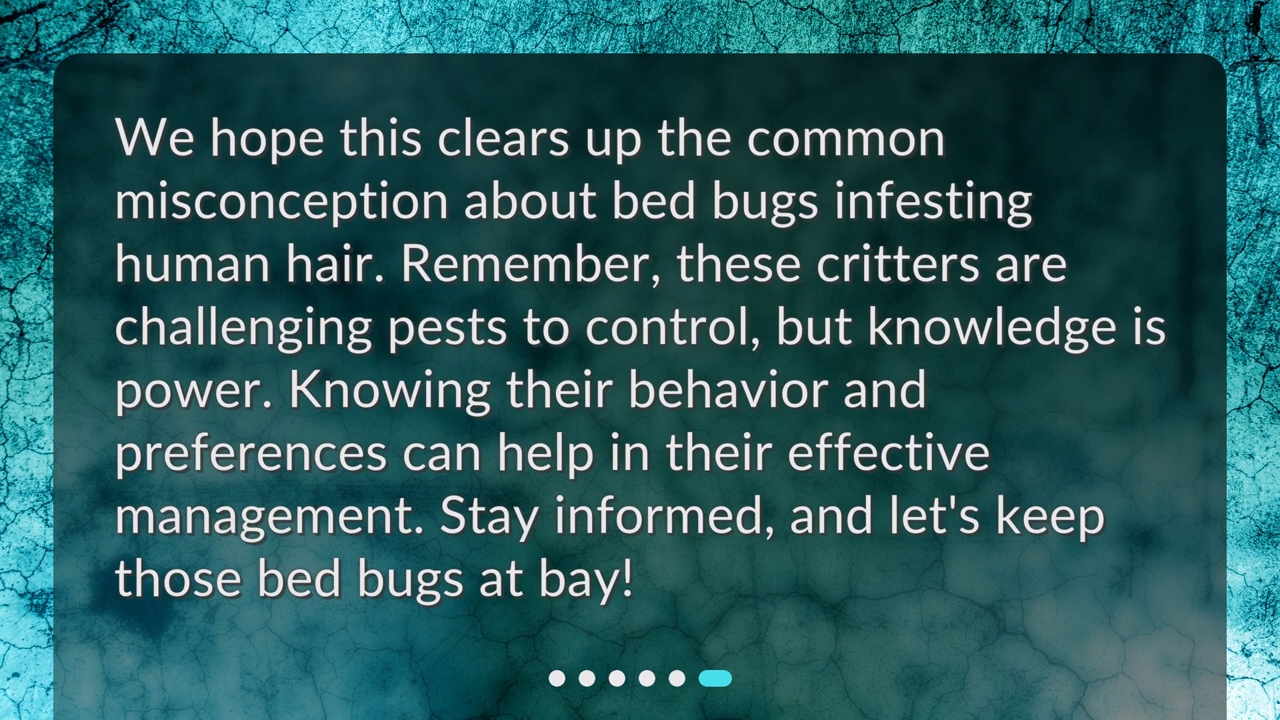 We hope this clears up the common
misconception about bed bugs infesting
human hair. Remember, these critters are
challenging pests to control, but knowledge is
power. Knowing their behavior and
preferences can help in their effective
management. Stay informed, and let's keep
those bed bugs at bay!